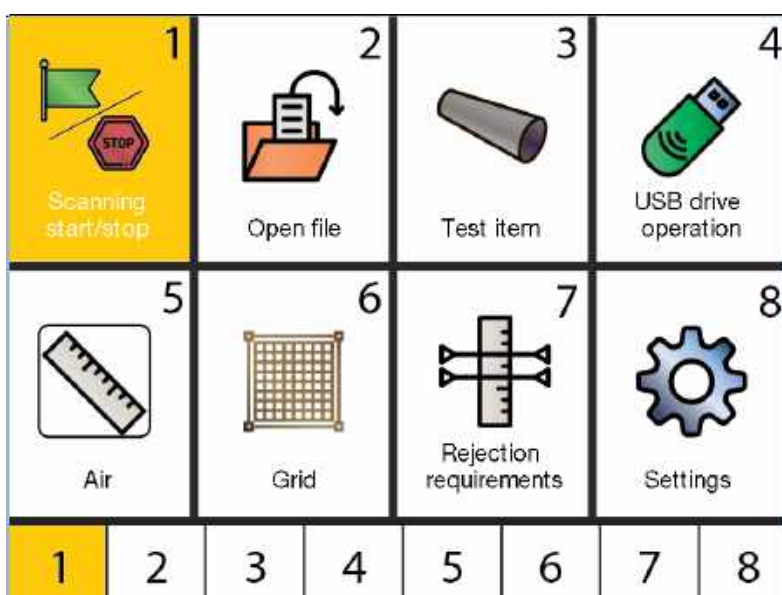 1
STOP
Scanning
start/stop
2
Open file
3
Test item
4
USB drive
operation
5
Air
6
Grid
7
Rejection
requirements
8
Settings
1 2 3 4 5 6 7 8